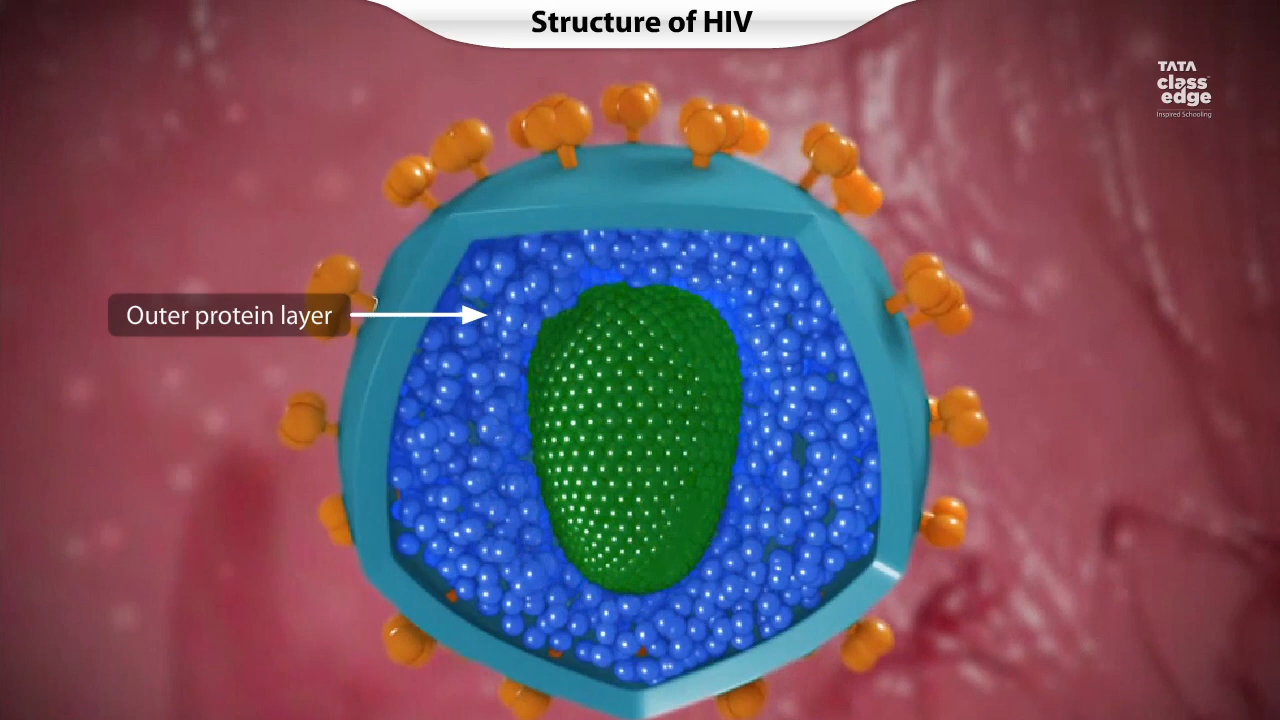 Structure of HIV
TATA
class
edge
Inspired Schooling
Outer protein layer